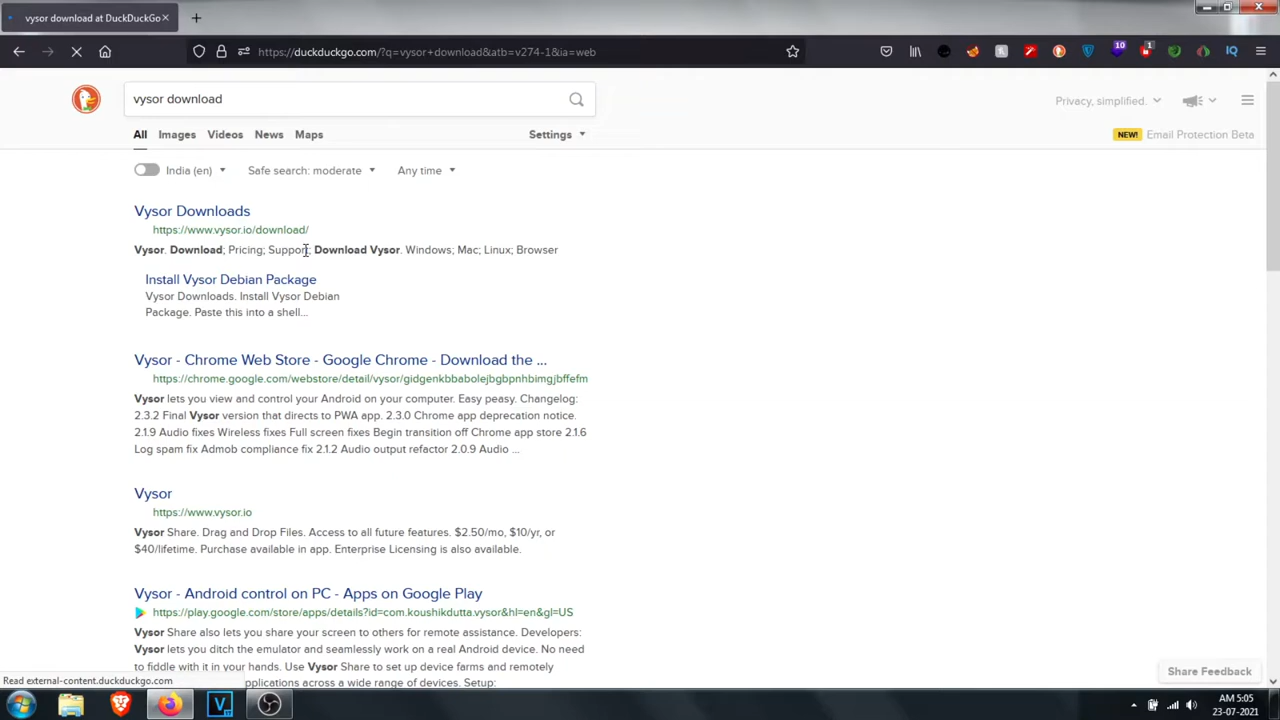 vysor download at DuckDuckGo
https://duckduckgo.com/?q=vysor+download&atb=v274-1&ia=web
10
1
IQ
vysor download
Privacy, simplified.
All Images Videos News Maps Settings
NEW! Email Protection Beta
India (en) Safe search: moderate Any time
Vysor Downloads
https://www.vysor.io/download/
Vysor. Download; Pricing; Support; Download Vysor. Windows; Mac; Linux; Browser
Install Vysor Debian Package
Vysor Downloads. Install Vysor Debian
Package. Paste this into a shell...
Vysor - Chrome Web Store - Google Chrome - Download the ...
https://chrome.google.com/webstore/detail/vysor/gidgenkbbabolejbgbpnhbimgjbffefm
Vysor lets you view and control your Android on your computer. Easy peasy. Changelog:
2.3.2 Final Vysor version that directs to PWA app. 2.3.0 Chrome app deprecation notice.
2.1.9 Audio fixes Wireless fixes Full screen fixes Begin transition off Chrome app store 2.1.6
Log spam fix Admob compliance fix 2.1.2 Audio output refactor 2.0.9 Audio ...
Vysor
https://www.vysor.io
Vysor Share. Drag and Drop Files. Access to all future features. $2.50/mo, $10/yr, or
$40/lifetime. Purchase available in app. Enterprise Licensing is also available.
Vysor - Android control on PC - Apps on Google Play
https://play.google.com/store/apps/details?id=com.koushikdutta.vysor&hl=en&gl=US
Vysor Share also lets you share your screen to others for remote assistance. Developers:
Vysor lets you ditch the emulator and seamlessly work on a real Android device. No need
to fiddle with it in your hands. Use Vysor Share to set up device farms and remotely
applications across a wide range of devices. Setup:
Share Feedback
Read external-content.duckduckgo.com
V
AM 5:05
23-07-2021